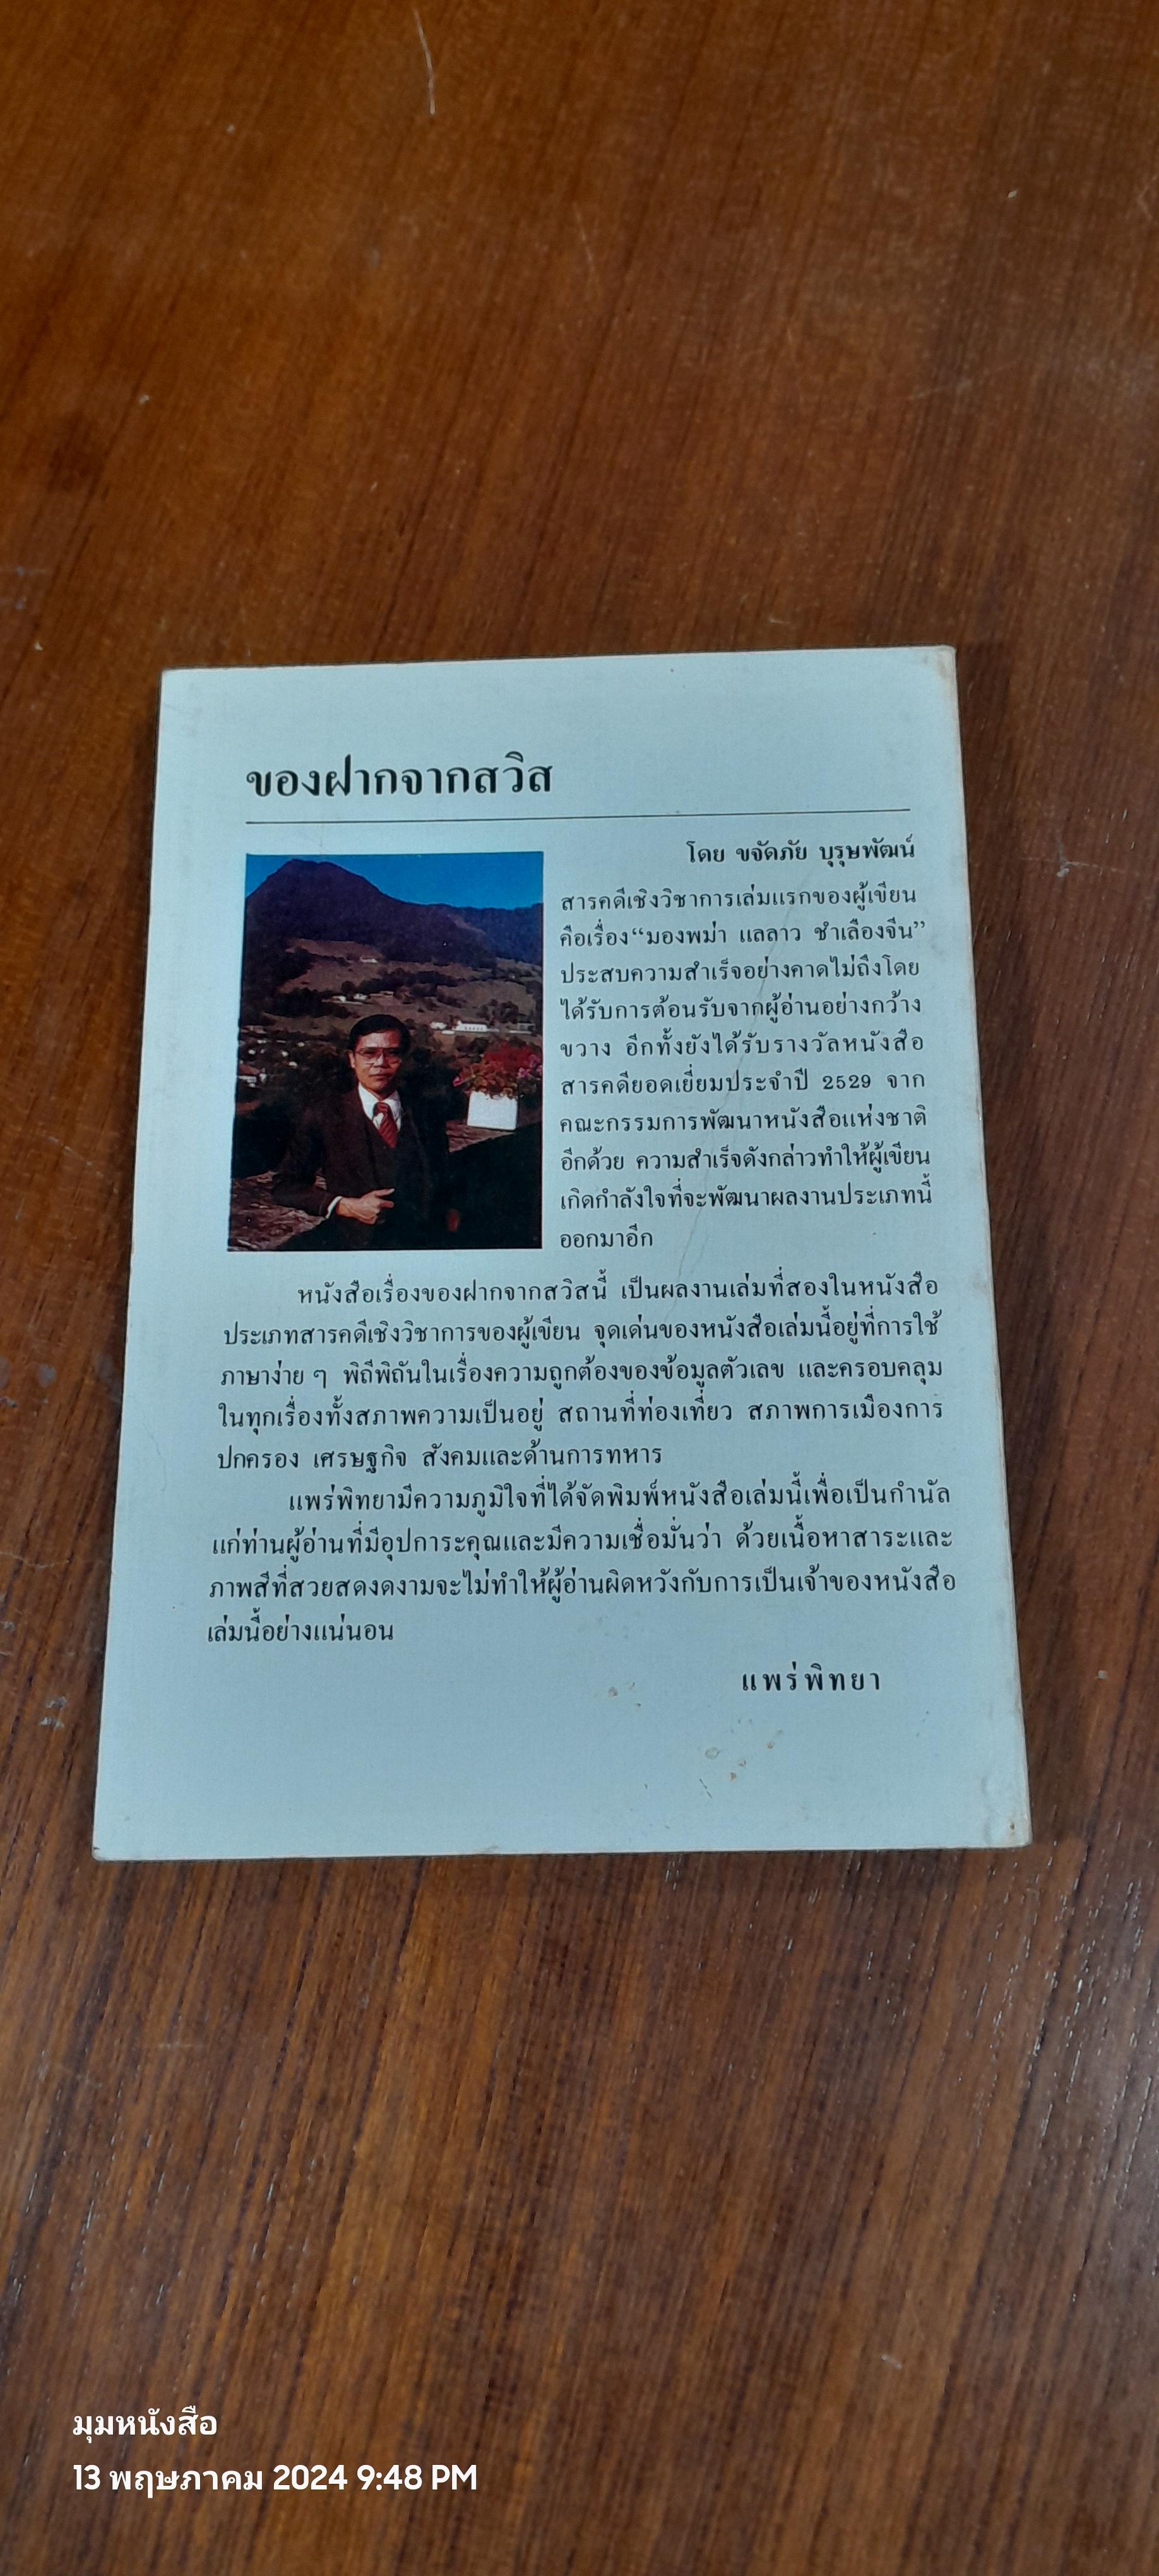 ของฝากจากสวิส
โดย ขจัดภัย บุรุษพัฒน์
สารคดีเชิงวิชาการเล่มแรกของผู้เขียน
คือเรื่อง“มองพม่า แลลาว ชำเลืองจีน”
ประสบความสำเร็จอย่างคาดไม่ถึงโดย
ได้รับการต้อนรับจากผู้อ่านอย่างกว้าง
ขวาง อีกทั้งยังได้รับรางวัลหนังสือ
สารคดียอดเยี่ยมประจำปี 2529 จาก
คณะกรรมการพัฒนาหนังสือแห่งชาติ
อีกด้วย ความสำเร็จดังกล่าวทำให้ผู้เขียน
เกิดกำลังใจที่จะพัฒนาผลงานประเภทนี้
ออกมาอีก
หนังสือเรื่องของฝากจากสวิสนี้ เป็นผลงานเล่มที่สองในหนังสือ
ประเภทสารคดีเชิงวิชาการของผู้เขียน จุดเด่นของหนังสือเล่มนี้อยู่ที่การใช้
ภาษาง่าย ๆ พิถีพิถันในเรื่องความถูกต้องของข้อมูลตัวเลข และครอบคลุม
ในทุกเรื่องทั้งสภาพความเป็นอยู่ สถานที่ท่องเที่ยว สภาพการเมืองการ
ปกครอง เศรษฐกิจ สังคมและด้านการทหาร
แพร่พิทยามีความภูมิใจที่ได้จัดพิมพ์หนังสือเล่มนี้เพื่อเป็นกำนัล
แก่ท่านผู้อ่านที่มีอุปการะคุณและมีความเชื่อมั่นว่า ด้วยเนื้อหาสาระและ
ภาพสีที่สวยสดงดงามจะไม่ทำให้ผู้อ่านผิดหวังกับการเป็นเจ้าของหนังสือ
เล่มนี้อย่างแน่นอน
แพร่พิทยา
มุมหนังสือ
13 พฤษภาคม 2024 9:48 PM